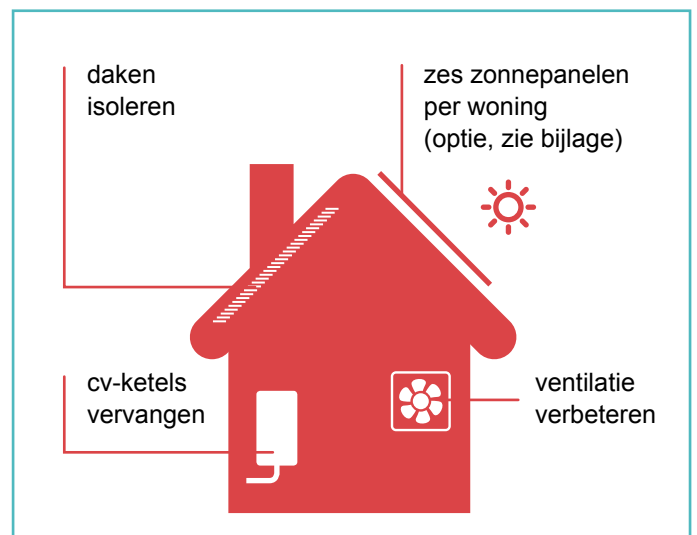 daken
isoleren
zes zonnepanelen
per woning
(optie, zie bijlage)
cv-ketels
vervangen
ventilatie
verbeteren